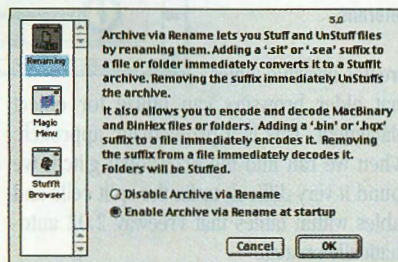 5.0
Renaming
Magic
Menu
StuffIt
Browser
Archive via Rename lets you Stuff and UnStuff files
by renaming them. Adding a '.sit' or '.sea' suffix to
a file or folder immediately converts it to a StuffIt
archive. Removing the suffix immediately UnStuffs
the archive.
It also allows you to encode and decode MacBinary
and BinHex files or folders. Adding a '.bin' or '.hqx'
suffix to a file immediately encodes it. Removing
the suffix from a file immediately decodes it.
Folders will be Stuffed.
Disable Archive via Rename
Enable Archive via Rename at startup
Cancel
OK